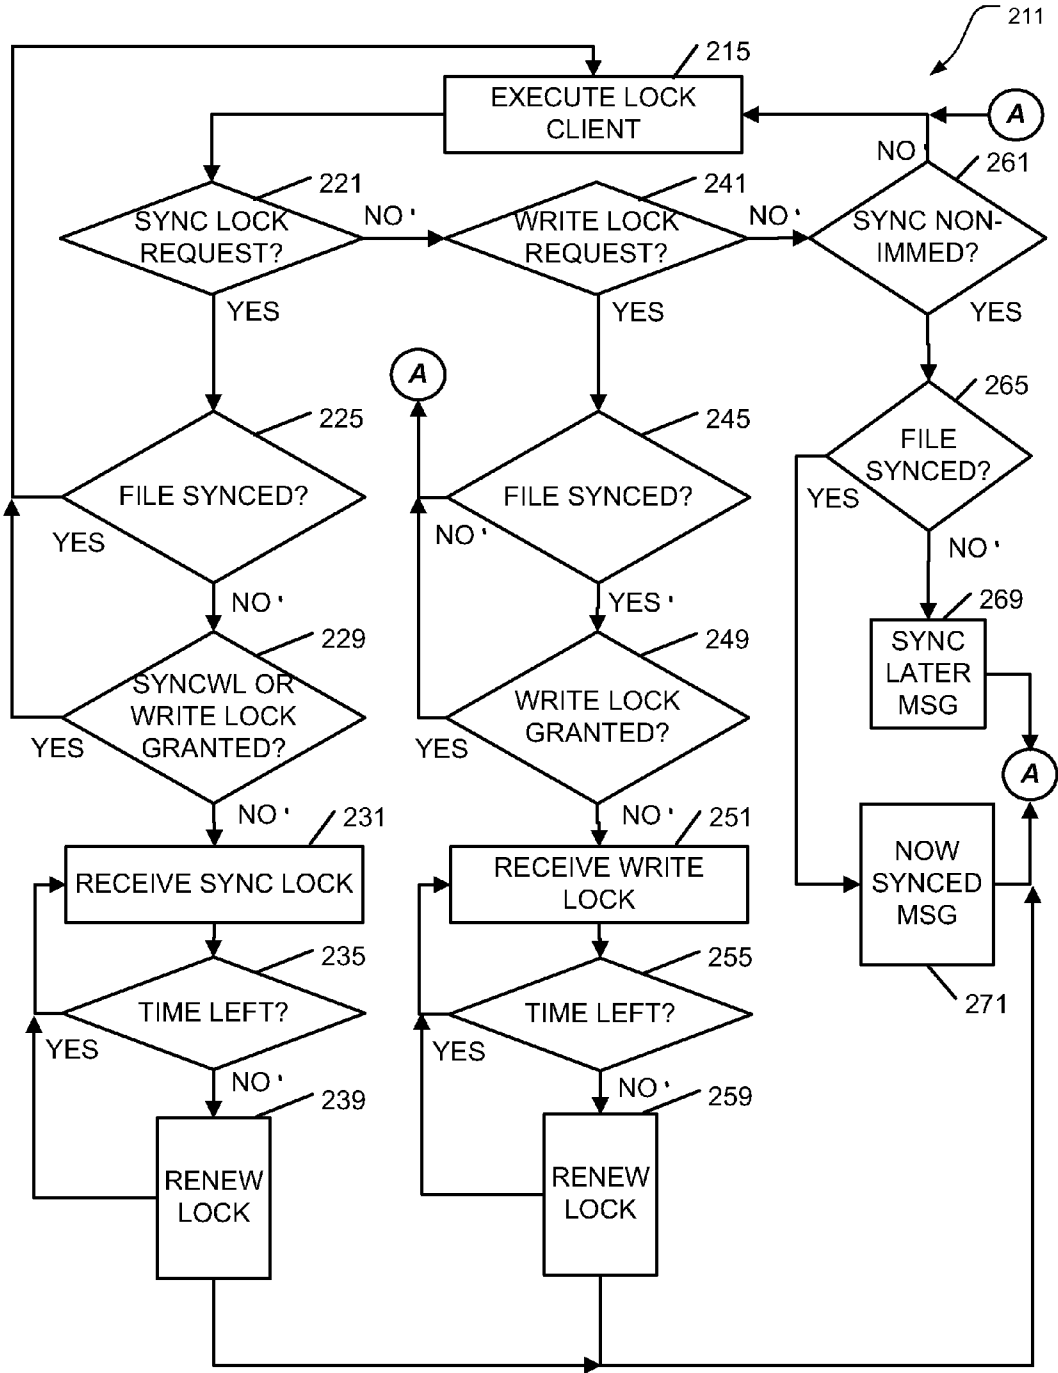 211
215
EXECUTE LOCK
CLIENT
A
NO '
261
221
SYNC LOCK
REQUEST?
NO '
241
WRITE LOCK
REQUEST?
NO '
SYNC NON-
IMMED?
YES
YES
YES
A
225
FILE SYNCED?
YES
NO '
245
FILE SYNCED?
NO '
YES '
265
FILE
SYNCED?
YES
NO '
229
SYNCWL OR
WRITE LOCK
GRANTED?
YES
NO '
249
WRITE LOCK
GRANTED?
YES
NO '
269
SYNC
LATER
MSG
A
231
RECEIVE SYNC LOCK
251
RECEIVE WRITE
LOCK
NOW
SYNCED
MSG
271
235
TIME LEFT?
YES
NO '
255
TIME LEFT?
YES
NO '
239
RENEW
LOCK
259
RENEW
LOCK